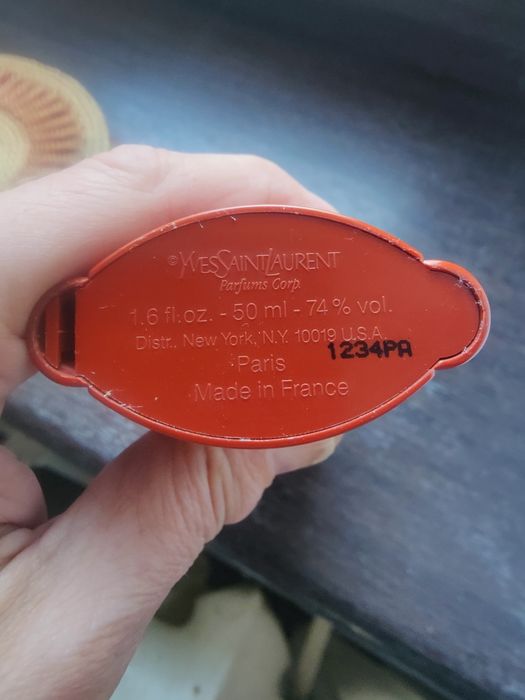 ©YVESSAINTLAURENT
Parfums Corp.
1.6 fl.oz. - 50 ml - 74% vol.
Distr.. New York, N.Y. 10019 U.S.A.
1234PA
Paris
Made in France